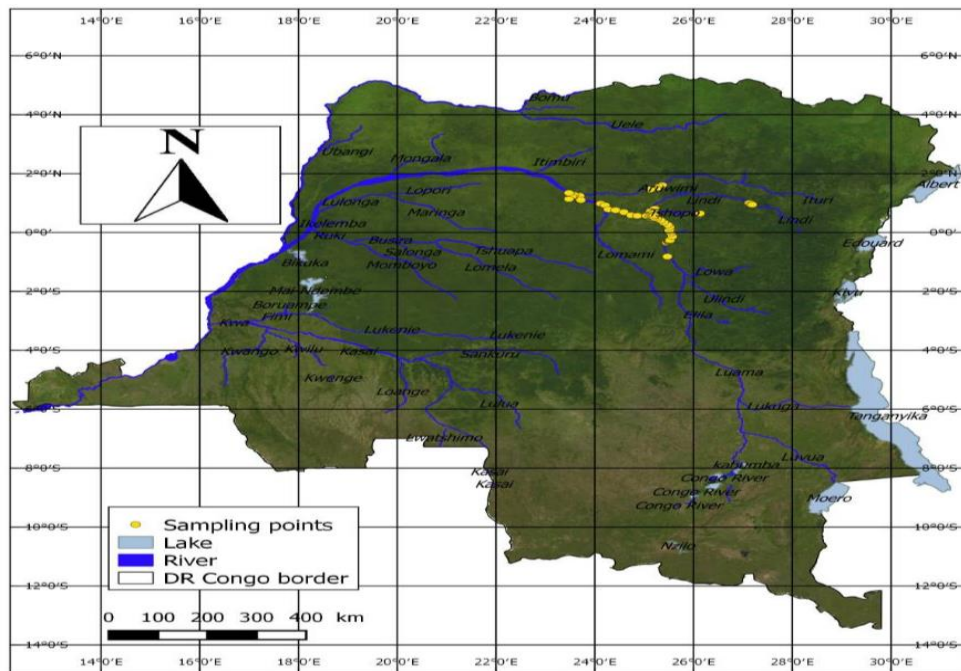 14°0'E 16°0'E 18°0'E 20°0'E 22°0'E 24°0'E 26°0'E 28°0'E 30°0'E
6°0'N 6°0'N
Bomu
4°0'N 4°0'N
Uele
N
Ubangi
Mongala
Itimbiri
2°0'N 2°0'N
Aruwimi
Albert
Lopori
Lindi
Ituri
Lulonga
Maringa
Tshopo
Lindi
Ikelemba
0°0' 0°0'
Ruki
Busira
Edouard
Salonga
Tshuapa
Lomami
Bikuka
Momboyo
Lomela
Lowa
Mai-Ndombe
Ulindi
Kivu
2°0'S 2°0'S
Fimi
Elila
Kwa
Lukenie
Lukenie
Kwango
Kwilu
Kasai
Sankuru
4°0'S 4°0'S
Kwenge
Luama
Loange
Lulua
Lukuga
Tanganyika
6°0'S 6°0'S
Lwatshimo
Luvua
kabumba
8°0'S 8°0'S
Kasai
Congo River
Kasai
Congo River
Moero
Congo River
10°0'S 10°0'S
Sampling points
Lake
Nzilo
River
DR Congo border
12°0'S 12°0'S
0 100 200 300 400 km
14°0'S 14°0'S
14°0'E 16°0'E 18°0'E 20°0'E 22°0'E 24°0'E 26°0'E 28°0'E 30°0'E